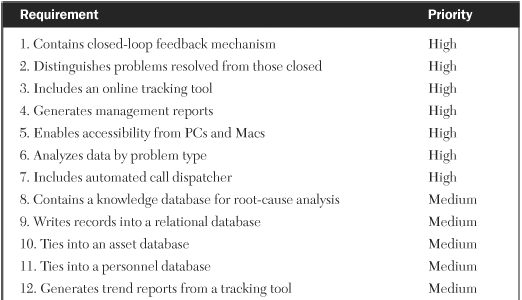 Requirement Priority
1. Contains closed-loop feedback mechanism High
2. Distinguishes problems resolved from those closed High
3. Includes an online tracking tool High
4. Generates management reports High
5. Enables accessibility from PCs and Macs High
6. Analyzes data by problem type High
7. Includes automated call dispatcher High
8. Contains a knowledge database for root-cause analysis Medium
9. Writes records into a relational database Medium
10. Ties into an asset database Medium
11. Ties into a personnel database Medium
12. Generates trend reports from a tracking tool Medium